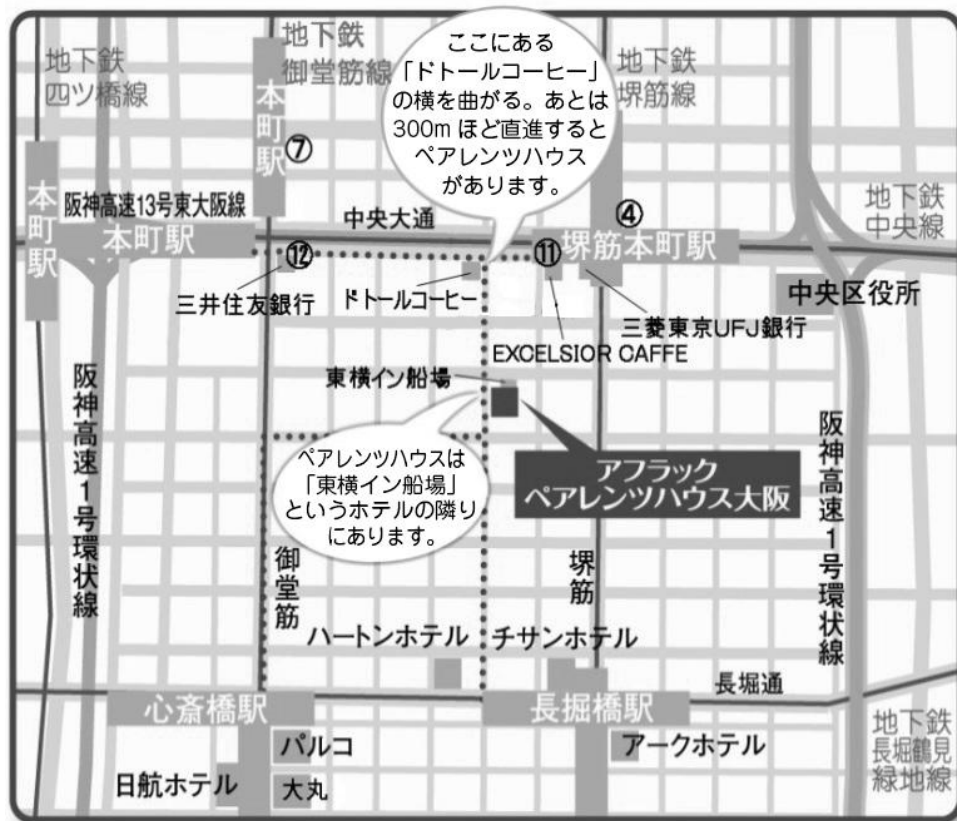 地下鉄
四ツ橋線
地下鉄
御堂筋線
ここにある
「ドトールコーヒー」
の横を曲がる。あとは
300m ほど直進すると
ペアレンツハウス
があります。
地下鉄
堺筋線
本町駅
⑦
④
本町駅
阪神高速13号東大阪線
本町駅
中央大通
堺筋本町駅
地下鉄
中央線
⑫
⑪
三井住友銀行
ドトールコーヒー
EXCELSIOR CAFFE
三菱東京UFJ銀行
中央区役所
東横イン船場
阪神高速1号環状線
ペアレンツハウスは
「東横イン船場」
というホテルの隣り
にあります。
アフラック
ペアレンツハウス大阪
阪神高速1号環状線
御堂筋
堺筋
ハートンホテル
チサンホテル
心斎橋駅
長掘橋駅
長堀通
地下鉄
長堀鶴見
緑地線
パルコ
アークホテル
日航ホテル
大丸